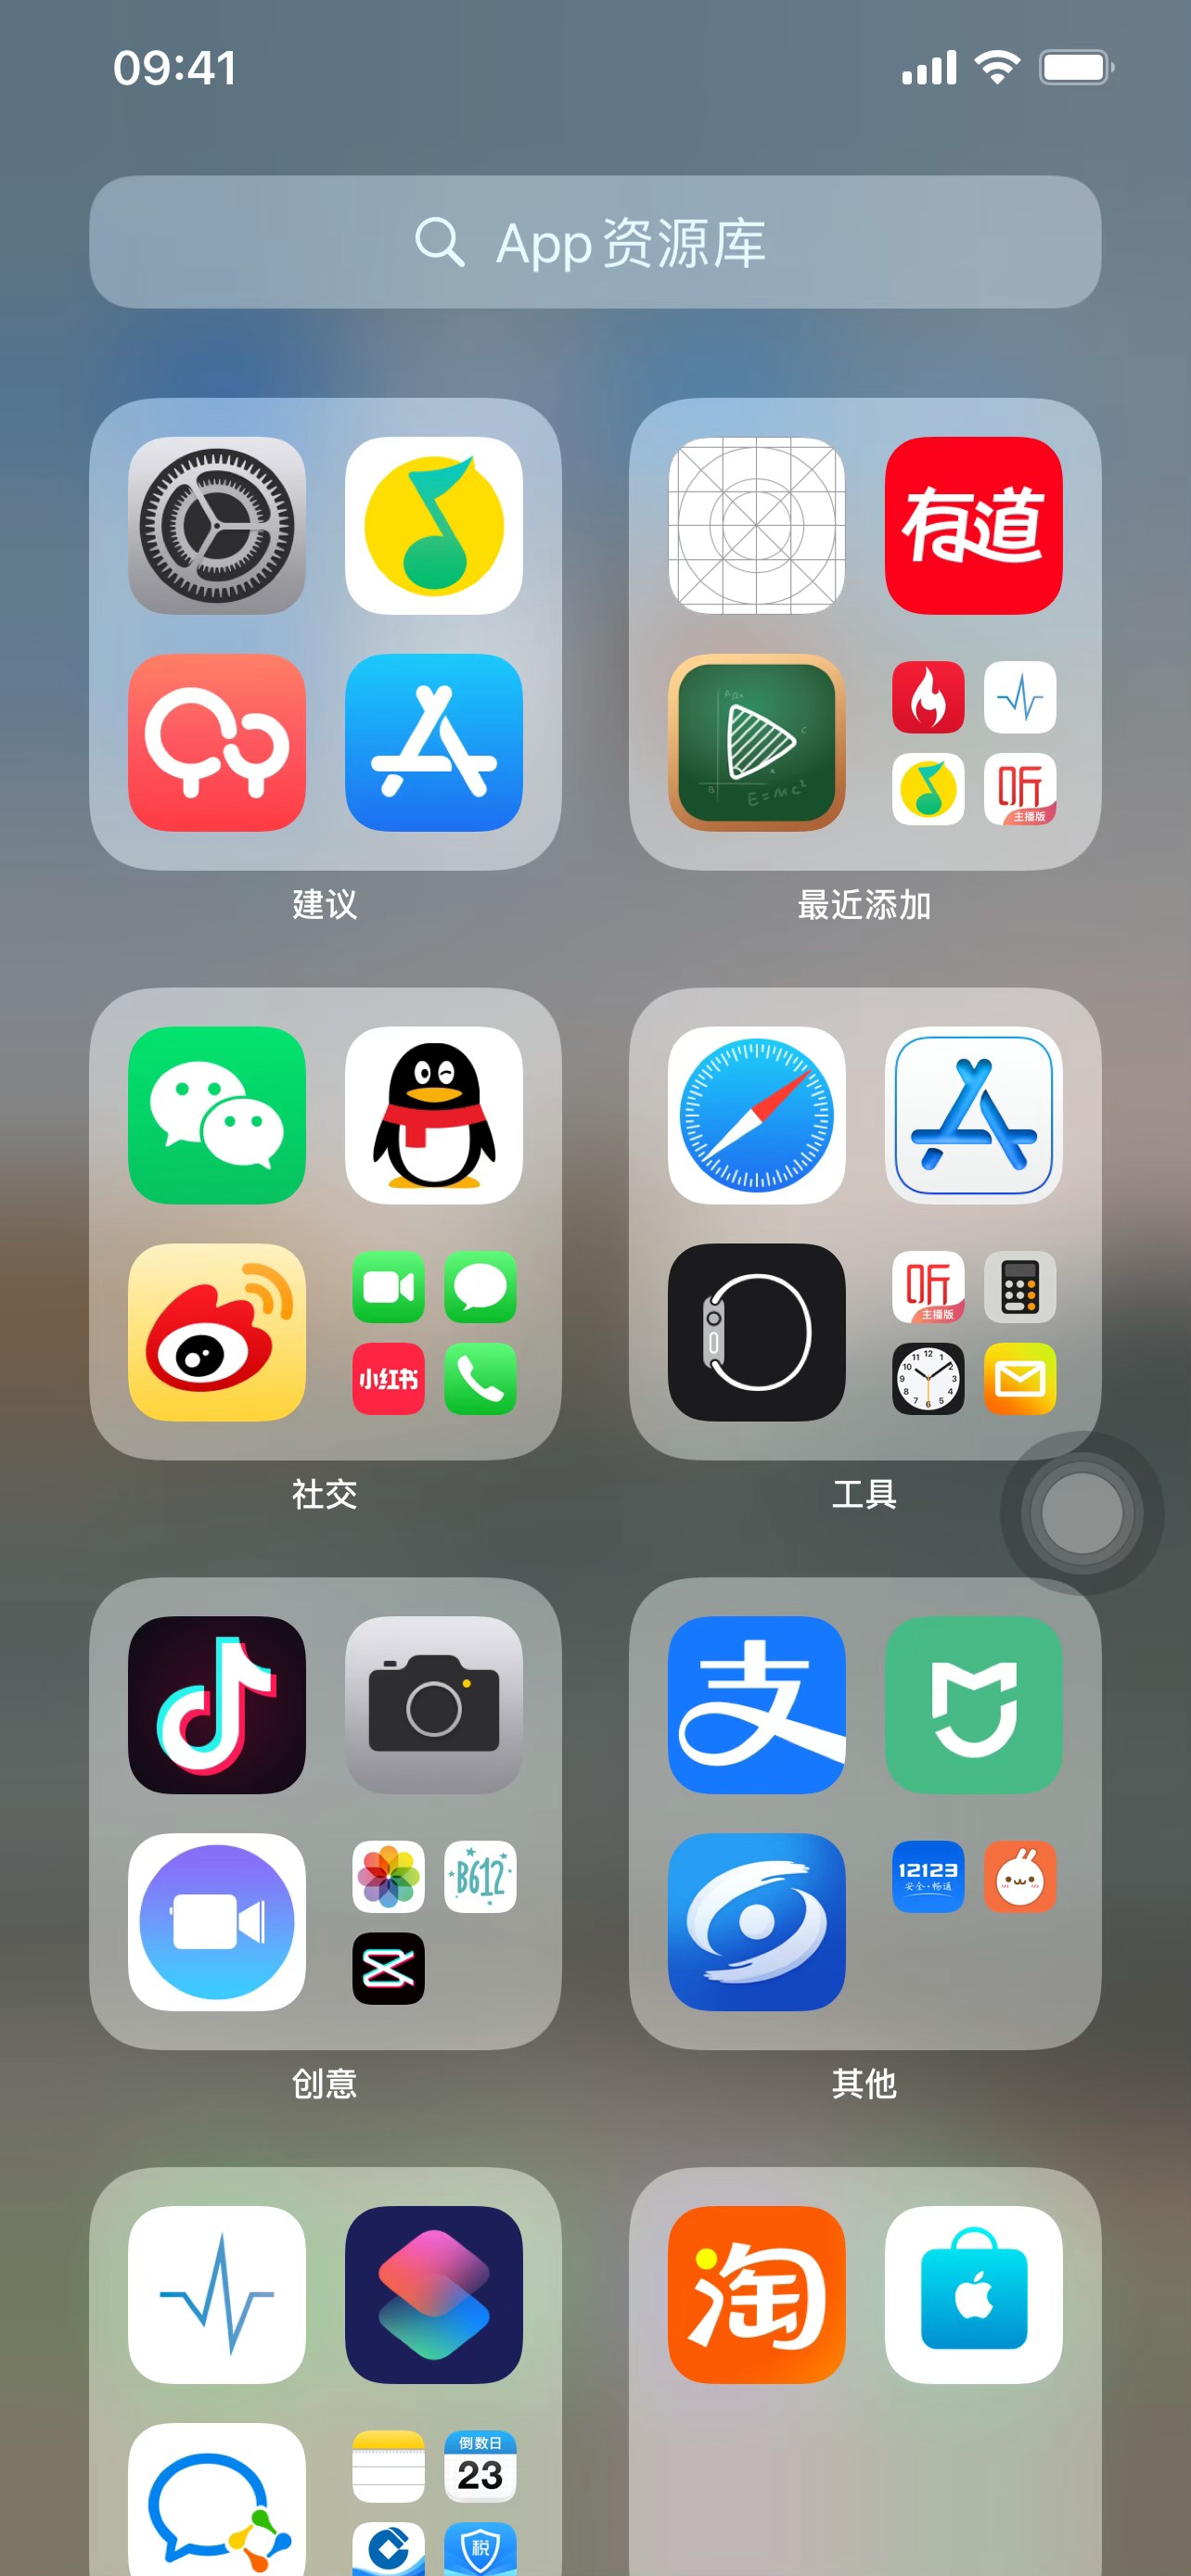 09:41
App资源库
有道
E=mc²
听
主播版
建议
最近添加
听
主播版
小红书
社交
工具
支
B612
12123
安全·畅通
创意
其他
淘
倒数日
23
税